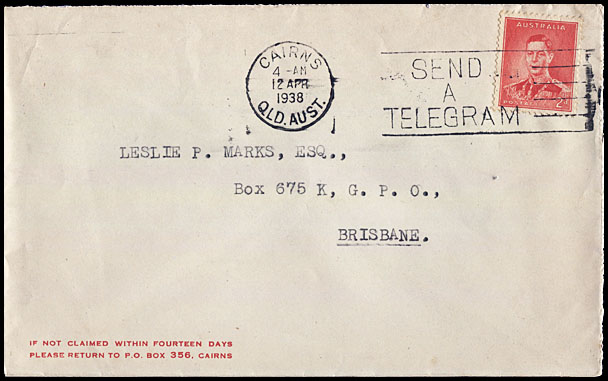 AUSTRALIA
POSTAGE 2D
CAIRNS
4 - AM
12 APR
1938
QLD. AUST.
SEND
A
TELEGRAM
LESLIE P. MARKS, ESQ.,
Box 675 K, G. P. O.,
BRISBANE.
IF NOT CLAIMED WITHIN FOURTEEN DAYS
PLEASE RETURN TO P.O. BOX 356, CAIRNS